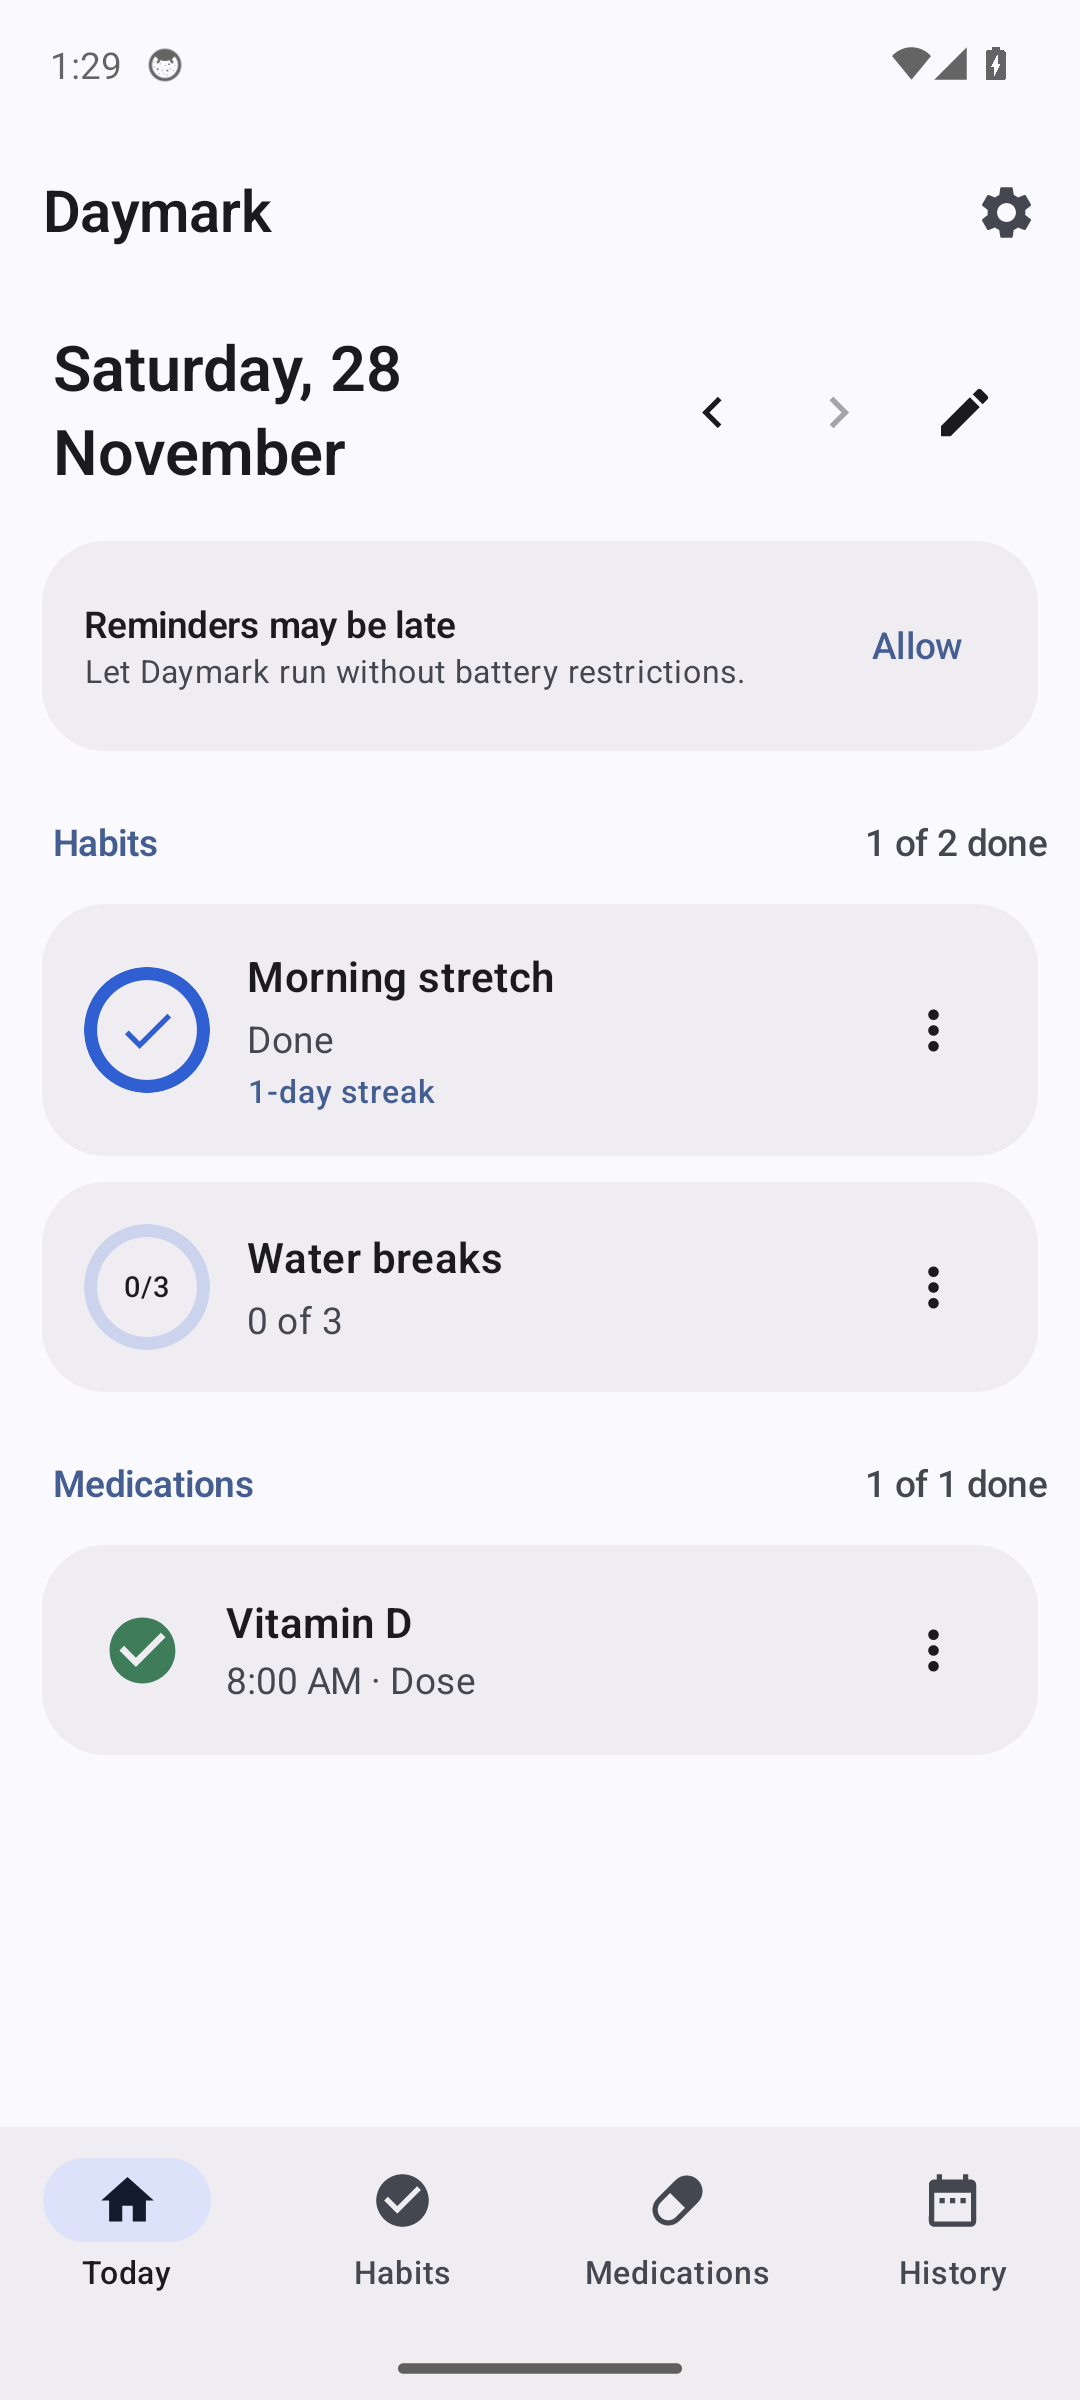 1:29
Daymark
Saturday, 28
November
Reminders may be late
Let Daymark run without battery restrictions.
Allow
Habits
1 of 2 done
Morning stretch
Done
1-day streak
0/3
Water breaks
0 of 3
Medications
1 of 1 done
Vitamin D
8:00 AM · Dose
Today
Habits
Medications
History